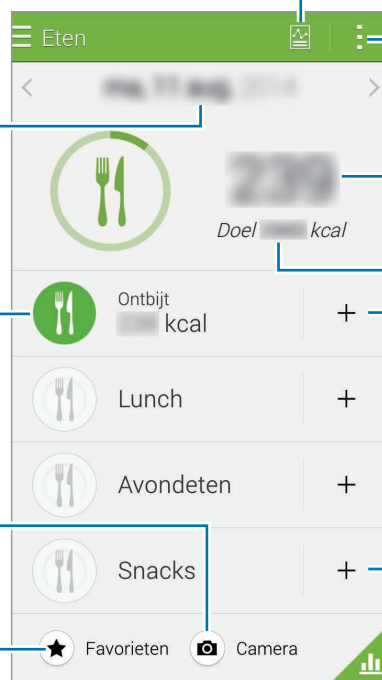 Eten
Doel kcal
Ontbijt
kcal
+
Lunch
+
Avondeten
+
Snacks
+
Favorieten Camera